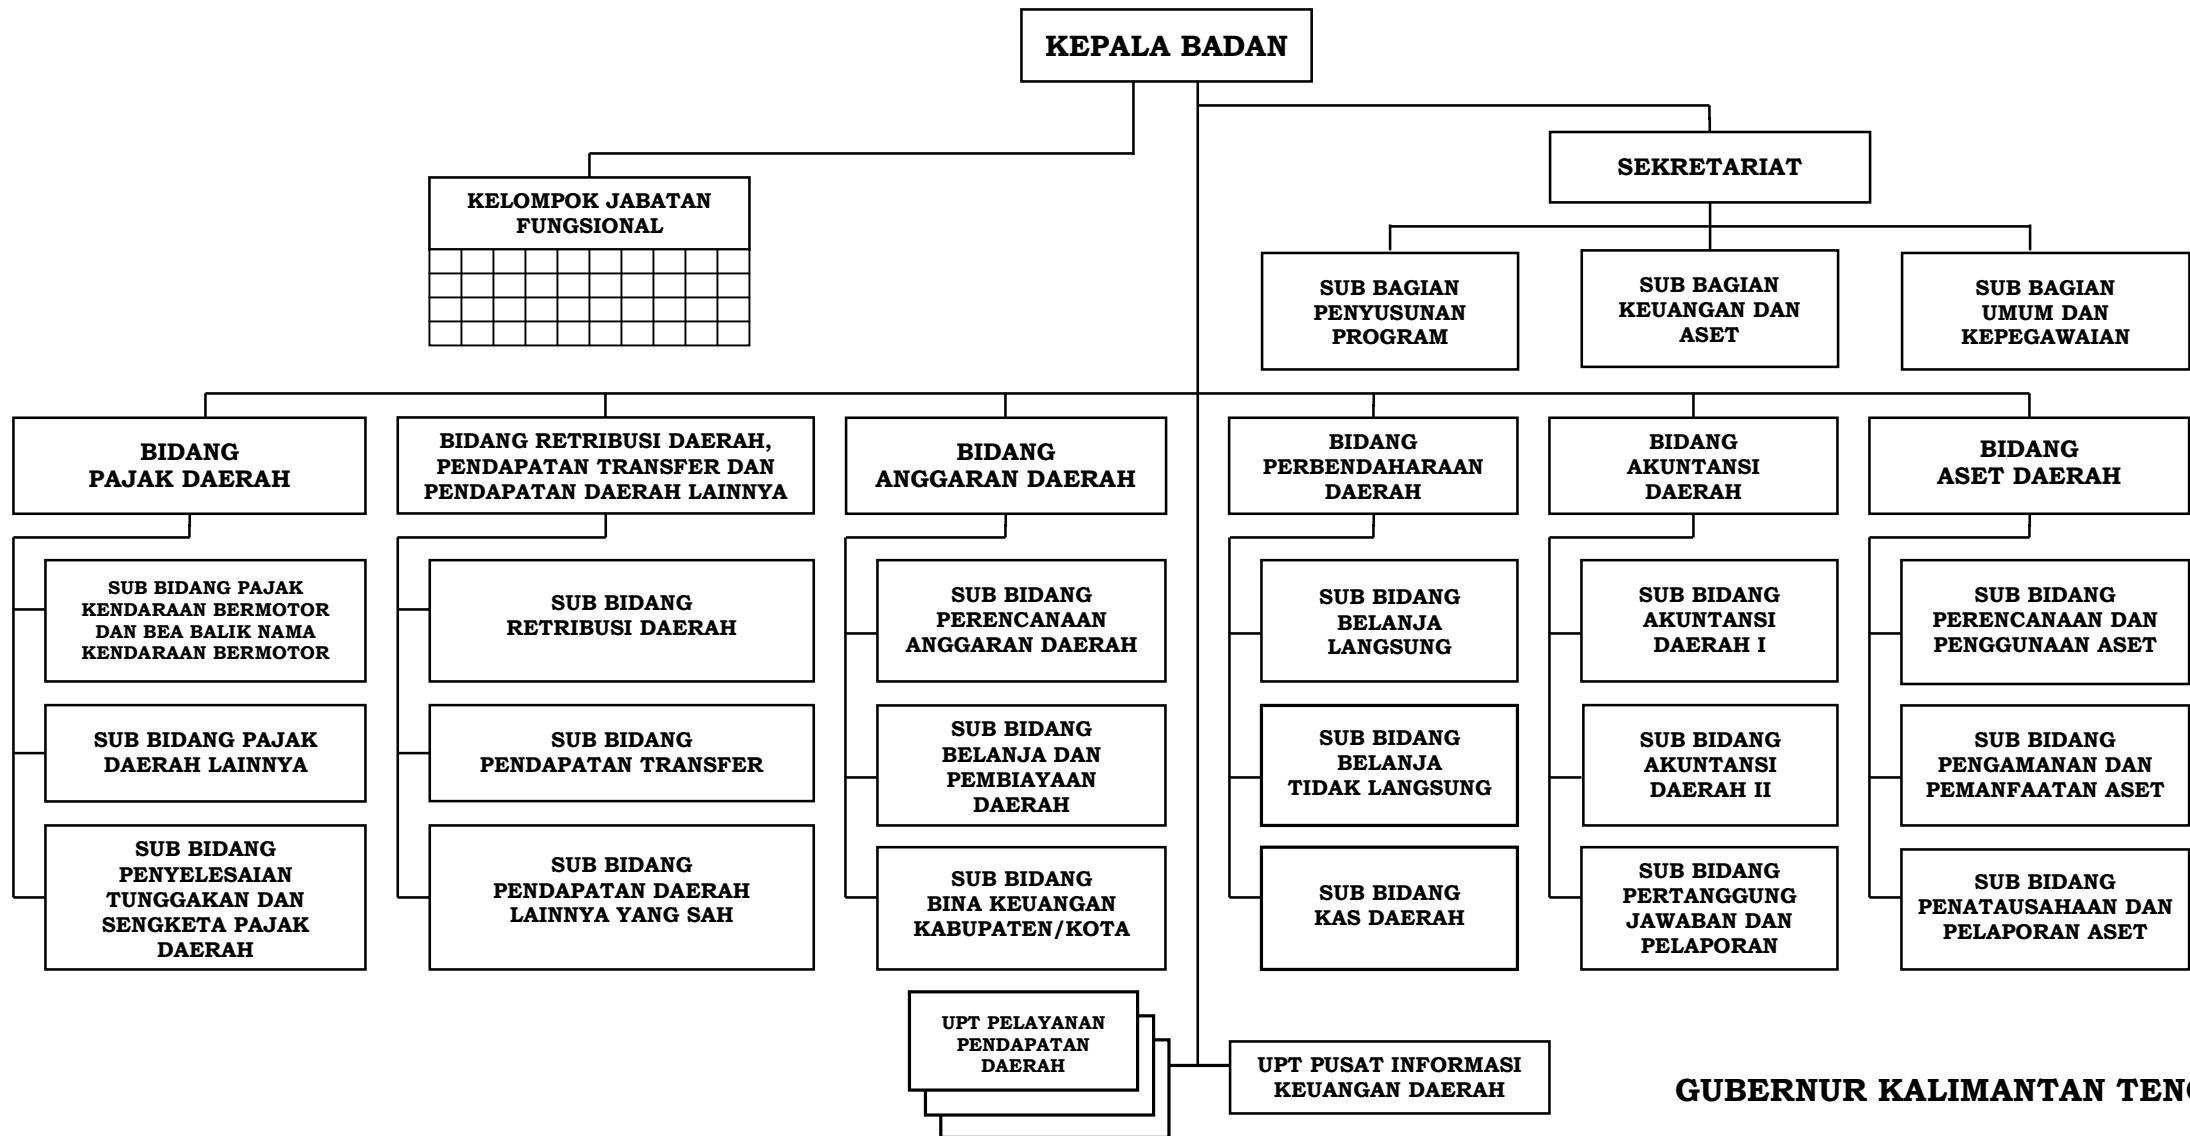 KEPALA BADAN
SEKRETARIAT
KELOMPOK JABATAN
FUNGSIONAL
SUB BAGIAN
PENYUSUNAN
PROGRAM
SUB BAGIAN
KEUANGAN DAN
ASET
SUB BAGIAN
UMUM DAN
KEPEGAWAIAN
BIDANG
PAJAK DAERAH
BIDANG RETRIBUSI DAERAH,
PENDAPATAN TRANSFER DAN
PENDAPATAN DAERAH LAINNYA
BIDANG
ANGGARAN DAERAH
BIDANG
PERBENDAHARAAN
DAERAH
BIDANG
AKUNTANSI
DAERAH
BIDANG
ASET DAERAH
SUB BIDANG PAJAK
KENDARAAN BERMOTOR
DAN BEA BALIK NAMA
KENDARAAN BERMOTOR
SUB BIDANG
RETRIBUSI DAERAH
SUB BIDANG
PERENCANAAN
ANGGARAN DAERAH
SUB BIDANG
BELANJA
LANGSUNG
SUB BIDANG
AKUNTANSI
DAERAH I
SUB BIDANG
PERENCANAAN DAN
PENGGUNAAN ASET
SUB BIDANG PAJAK
DAERAH LAINNYA
SUB BIDANG
PENDAPATAN TRANSFER
SUB BIDANG
BELANJA DAN
PEMBIAYAAN
DAERAH
SUB BIDANG
BELANJA
TIDAK LANGSUNG
SUB BIDANG
AKUNTANSI
DAERAH II
SUB BIDANG
PENGAMANAN DAN
PEMANFAATAN ASET
SUB BIDANG
PENYELESAIAN
TUNGGAKAN DAN
SENGKETA PAJAK
DAERAH
SUB BIDANG
PENDAPATAN DAERAH
LAINNYA YANG SAH
SUB BIDANG
BINA KEUANGAN
KABUPATEN/KOTA
SUB BIDANG
KAS DAERAH
SUB BIDANG
PERTANGGUNG
JAWABAN DAN
PELAPORAN
SUB BIDANG
PENATAUSAHAAN DAN
PELAPORAN ASET
UPT PELAYANAN
PENDAPATAN
DAERAH
UPT PUSAT INFORMASI
KEUANGAN DAERAH
GUBERNUR KALIMANTAN